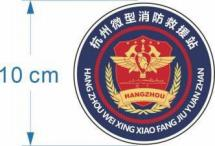 10 cm
杭州微型消防救援站
HANGZHOU
HANG ZHOU WEI XING XIAO FANG JIU YUAN ZHAN